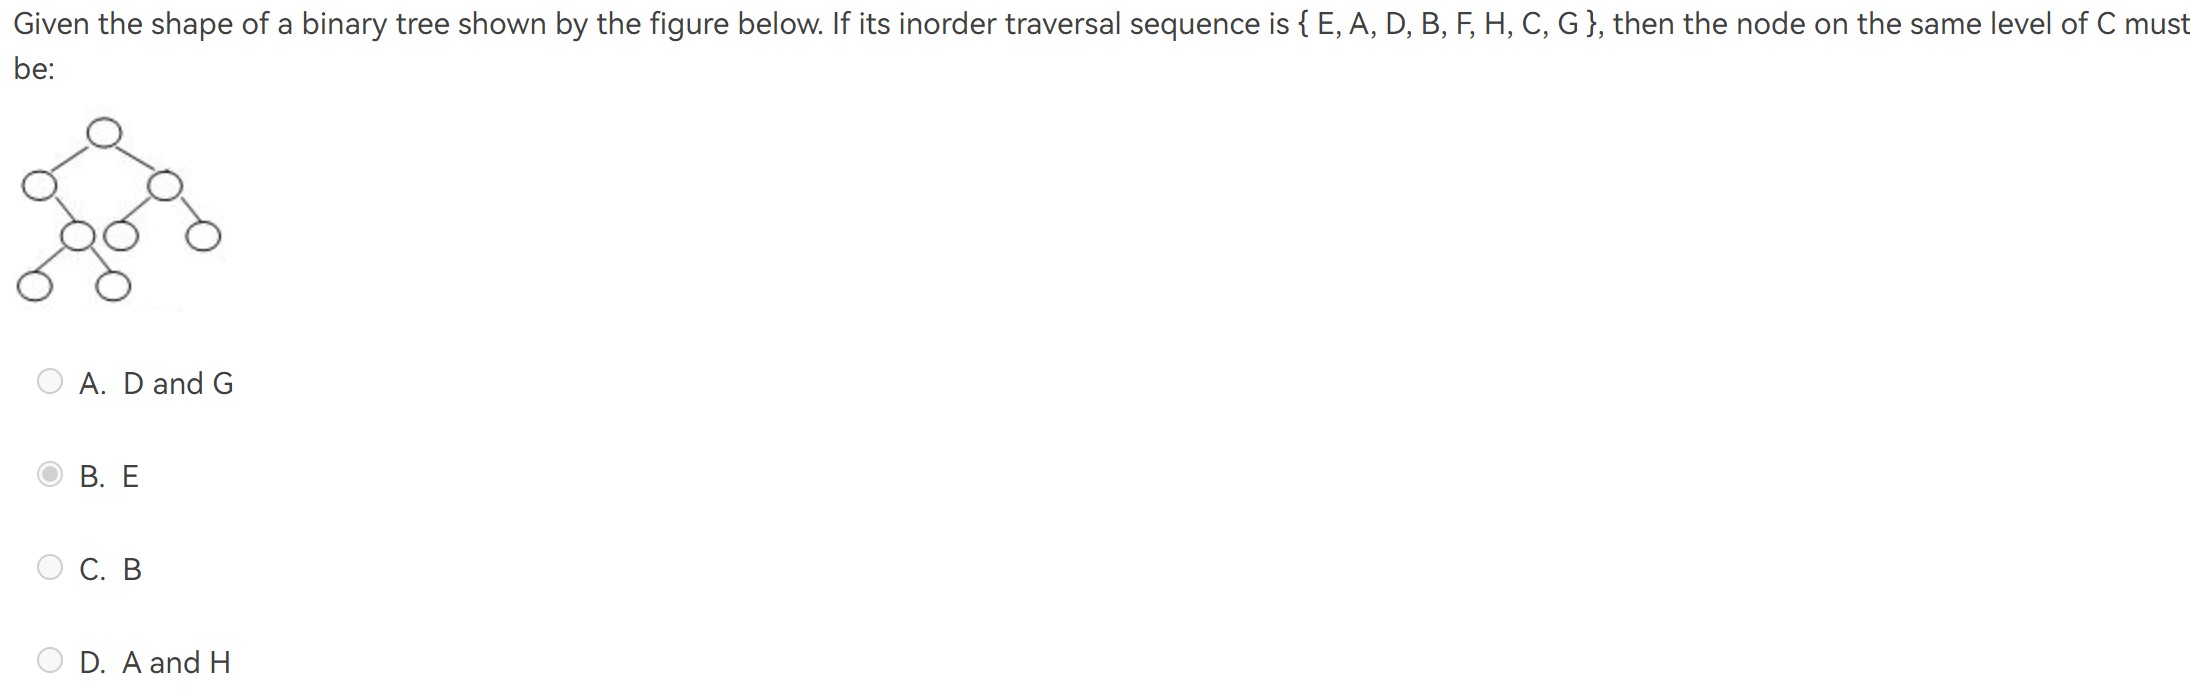 Given the shape of a binary tree shown by the figure below. If its inorder traversal sequence is { E, A, D, B, F, H, C, G }, then the node on the same level of C must
be:
A. D and G
B. E
C. B
D. A and H